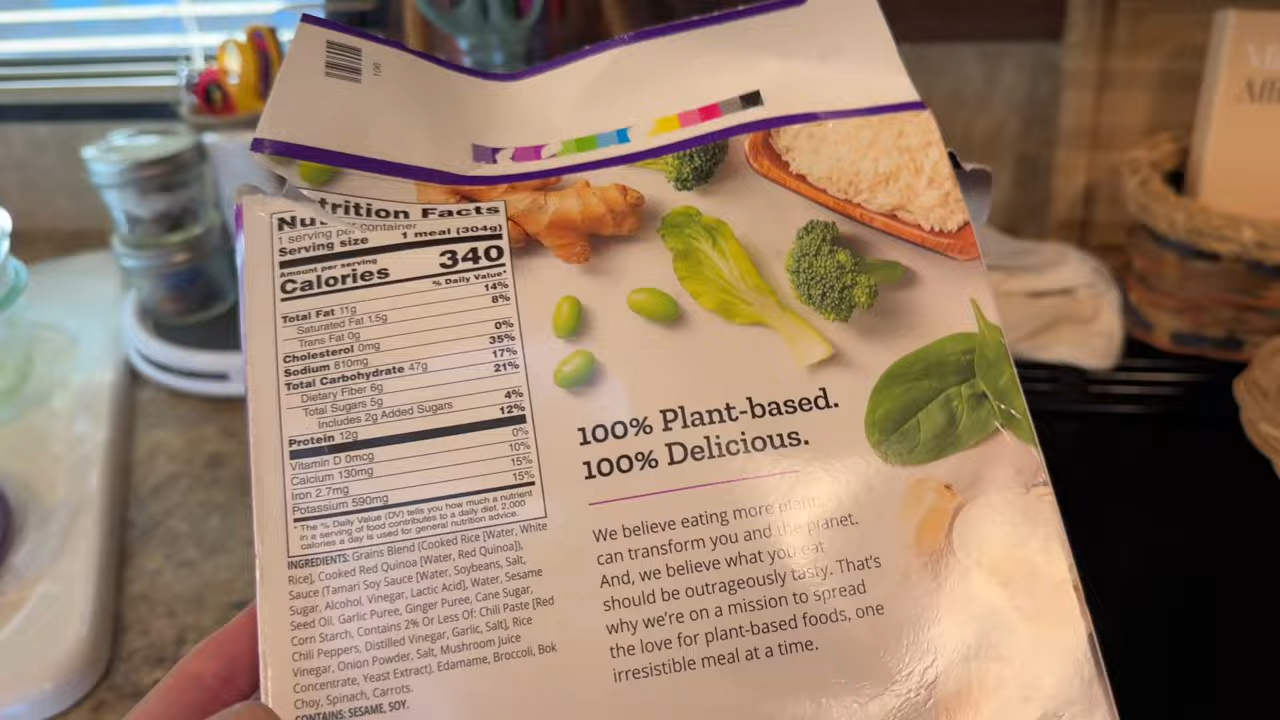 106
Nutrition Facts
1 serving per container
Serving size 1 meal (304g)
Amount per serving
Calories 340
% Daily Value*
Total Fat 11g 14%
Saturated Fat 1.5g 8%
Trans Fat 0g
Cholesterol 0mg 0%
Sodium 810mg 35%
Total Carbohydrate 47g 17%
Dietary Fiber 6g 21%
Total Sugars 5g
Includes 2g Added Sugars 4%
Protein 12g 12%
Vitamin D 0mcg 0%
Calcium 130mg 10%
Iron 2.7mg 15%
Potassium 590mg 15%
* The % Daily Value (DV) tells you how much a nutrient
in a serving of food contributes to a daily diet. 2,000
calories a day is used for general nutrition advice.
INGREDIENTS: Grains Blend (Cooked Rice [Water, White
Rice], Cooked Red Quinoa [Water, Red Quinoa]),
Sauce (Tamari Soy Sauce [Water, Soybeans, Salt,
Sugar, Alcohol, Vinegar, Lactic Acid], Water, Sesame
Seed Oil, Garlic Puree, Ginger Puree, Cane Sugar,
Corn Starch, Contains 2% Or Less Of: Chili Paste [Red
Chili Peppers, Distilled Vinegar, Garlic, Salt], Rice
Vinegar, Onion Powder, Salt, Mushroom Juice
Concentrate, Yeast Extract), Edamame, Broccoli, Bok
Choy, Spinach, Carrots.
CONTAINS: SESAME, SOY.
100% Plant-based.
100% Delicious.
We believe eating more plants
can transform you and the planet.
And, we believe what you eat
should be outrageously tasty. That's
why we're on a mission to spread
the love for plant-based foods, one
irresistible meal at a time.